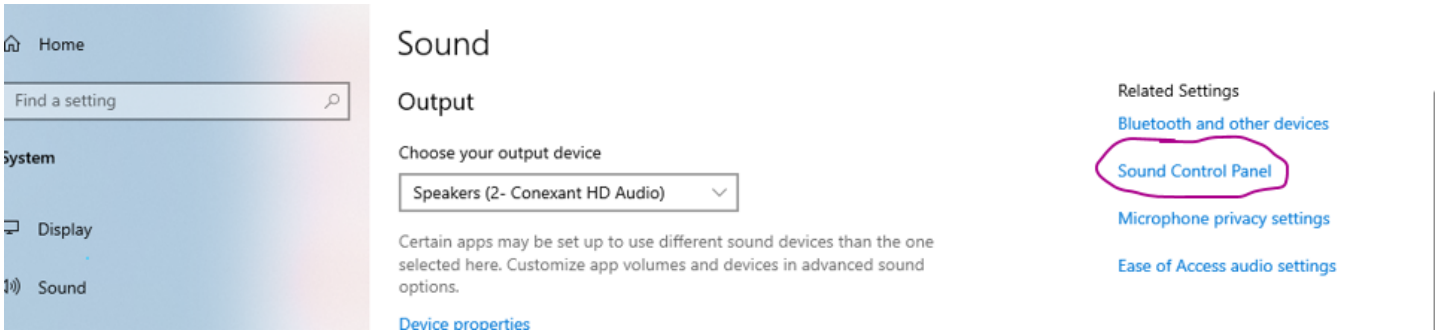 Home
Find a setting
System
Display
Sound
Sound
Output
Choose your output device
Speakers (2- Conexant HD Audio)
Certain apps may be set up to use different sound devices than the one
selected here. Customize app volumes and devices in advanced sound
options.
Device properties
Related Settings
Bluetooth and other devices
Sound Control Panel
Microphone privacy settings
Ease of Access audio settings